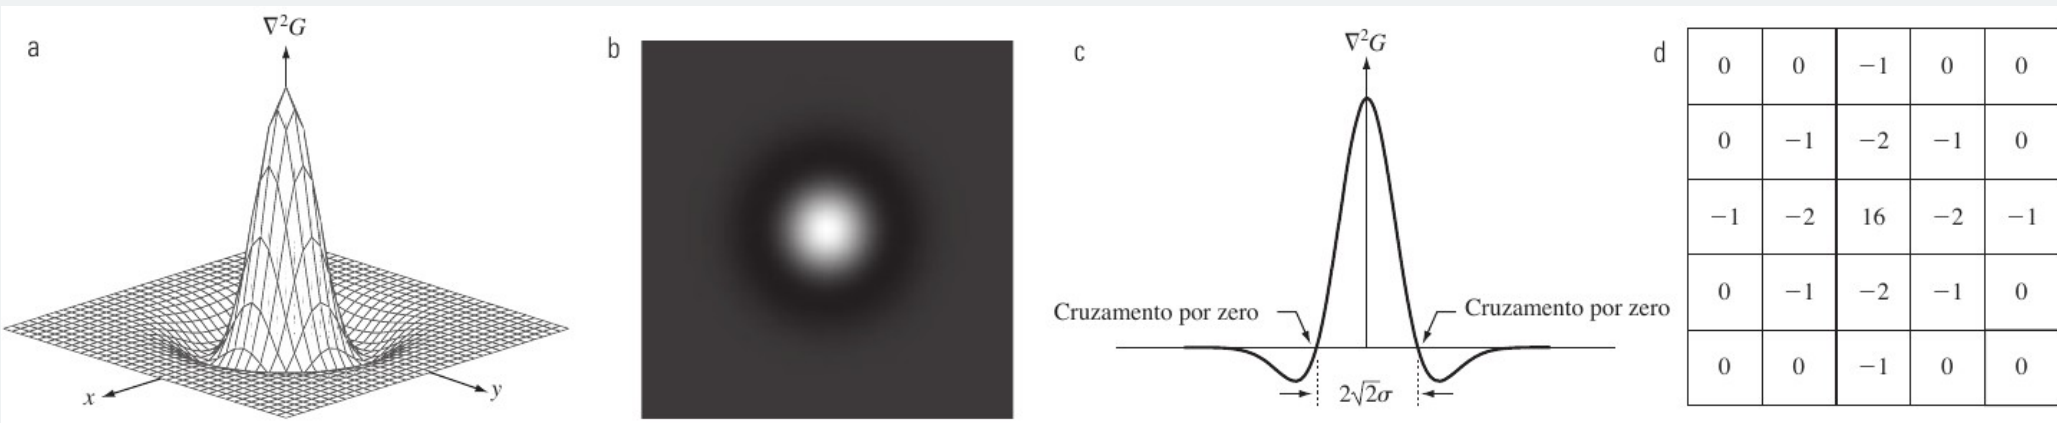 a
∇²G
x
y
b
c
∇²G
Cruzamento por zero
Cruzamento por zero
2√2σ
d
0 0 −1 0 0
0 −1 −2 −1 0
−1 −2 16 −2 −1
0 −1 −2 −1 0
0 0 −1 0 0